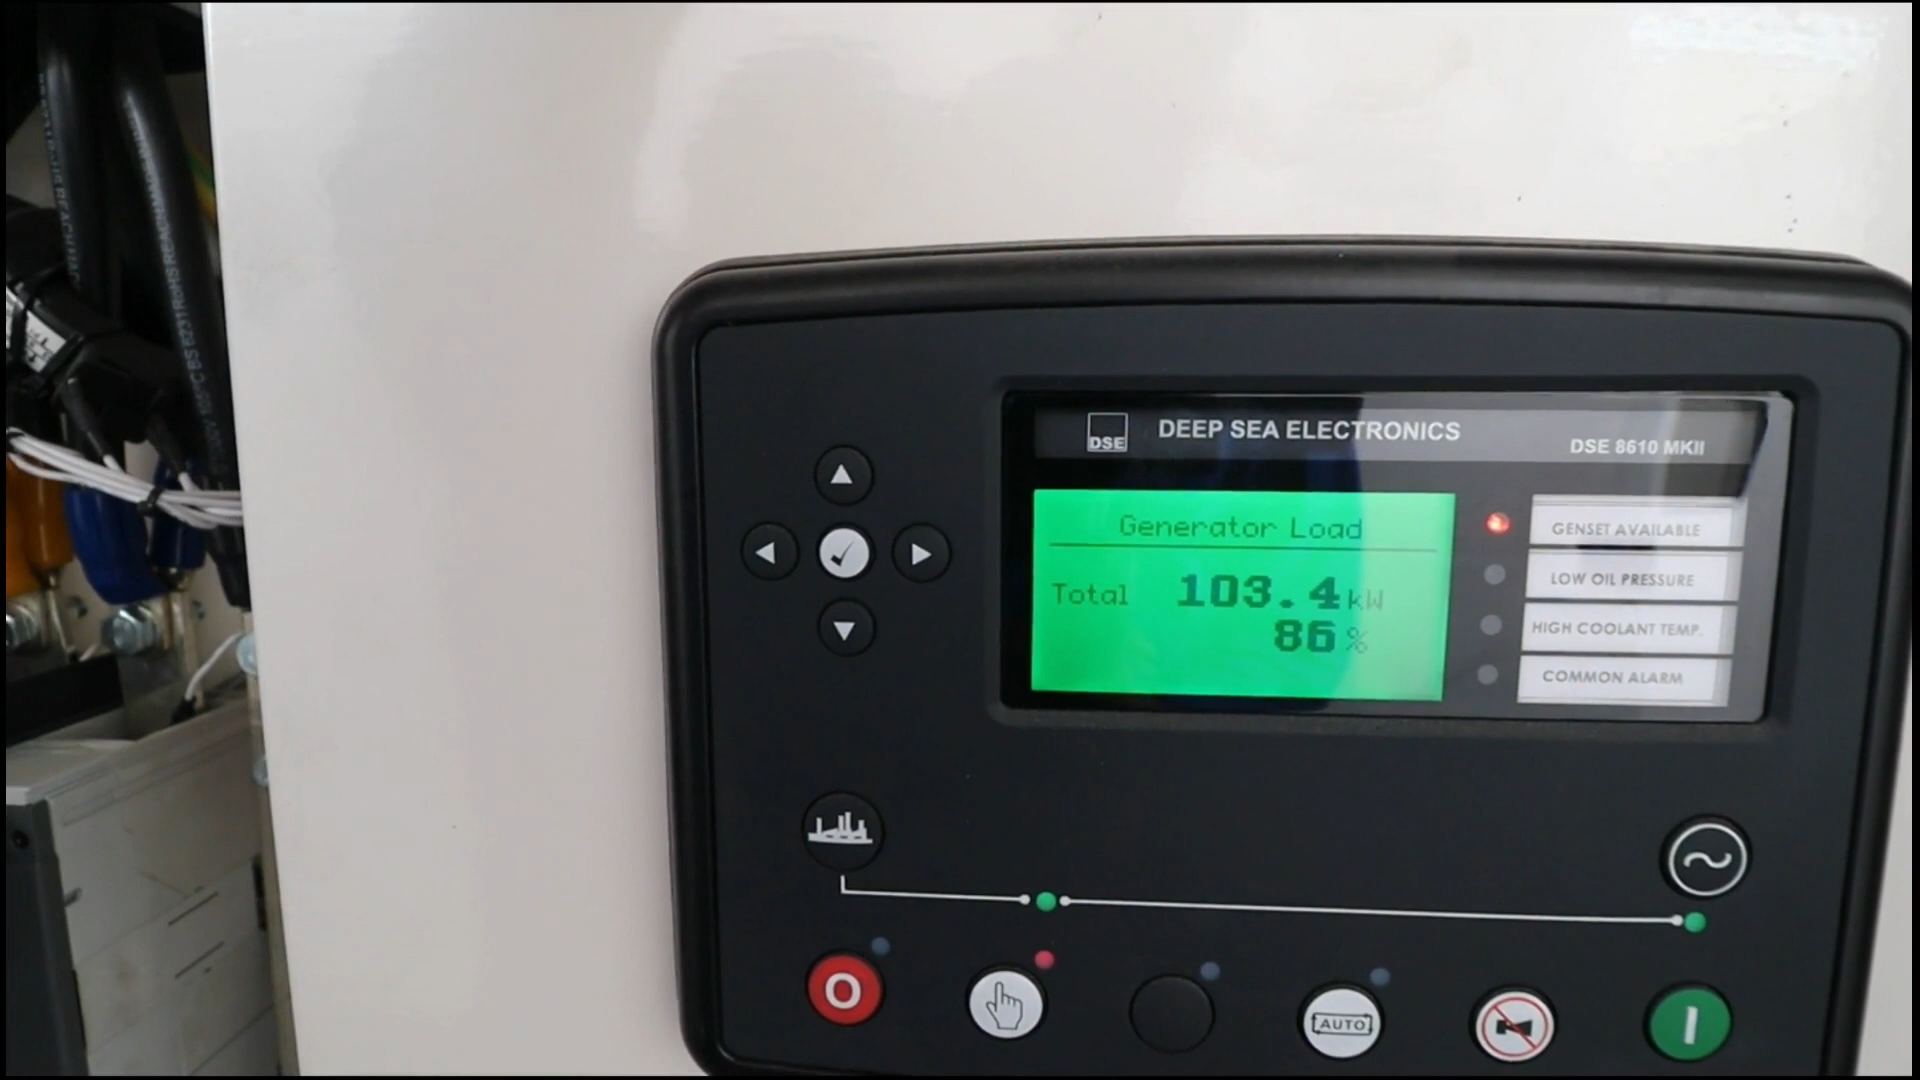 DSE
DEEP SEA ELECTRONICS
DSE 8610 MKII
Generator Load
Total 103.4 kW
86 %
GENSET AVAILABLE
LOW OIL PRESSURE
HIGH COOLANT TEMP.
COMMON ALARM
O
AUTO
I